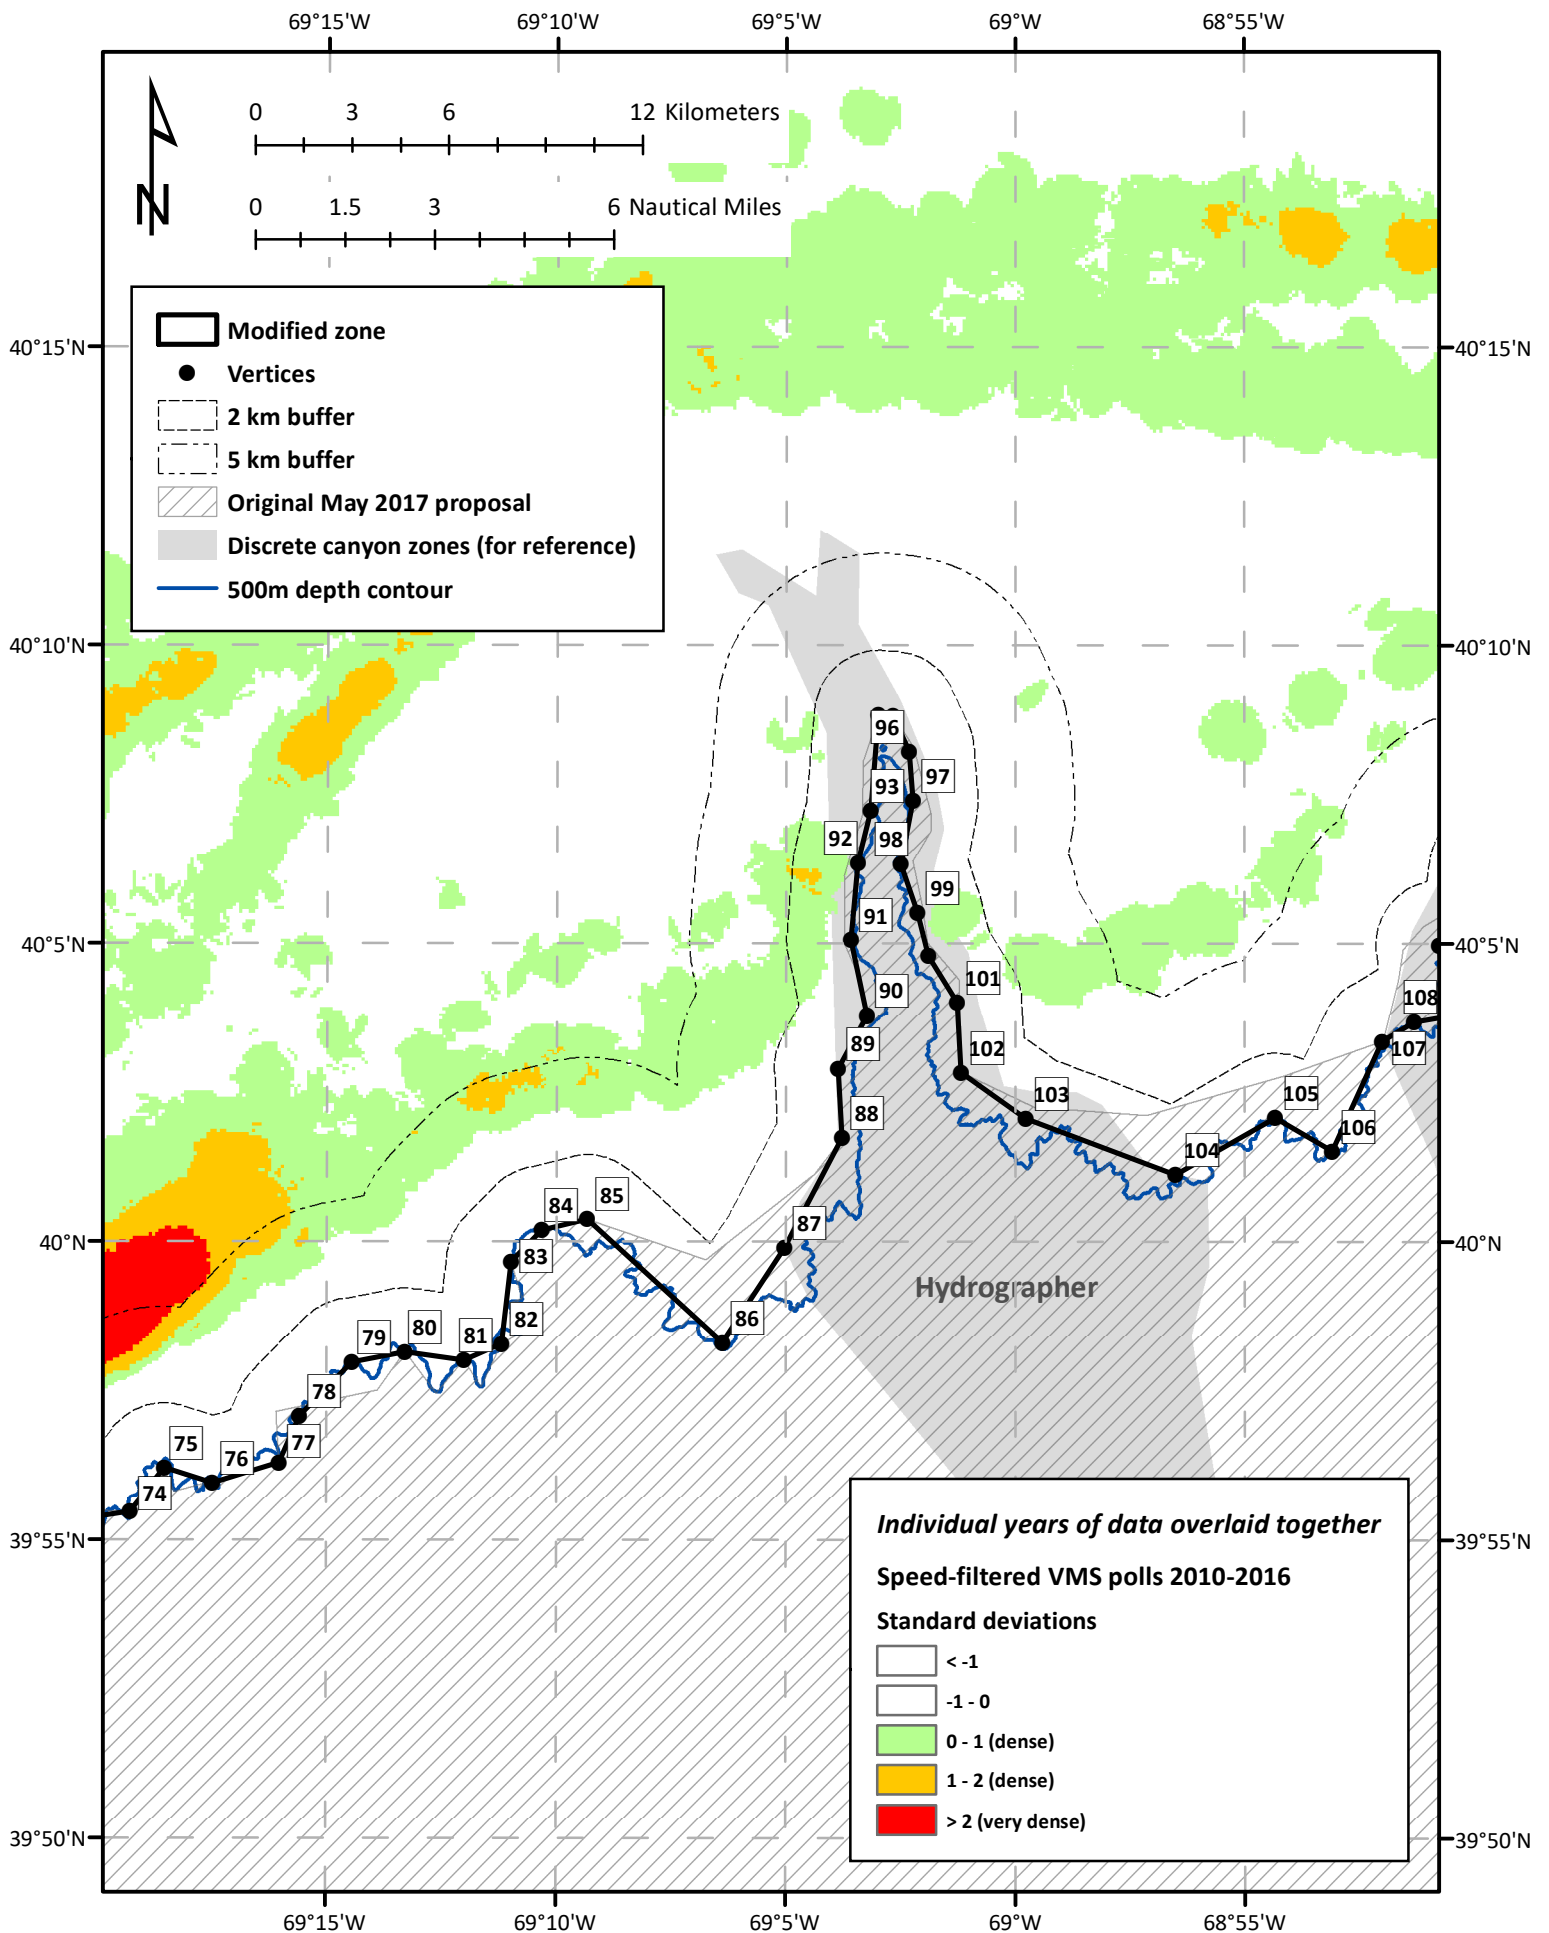 69°15'W 69°10'W 69°5'W 69°W 68°55'W
0 3 6 12 Kilometers
N
0 1.5 3 6 Nautical Miles
Modified zone
40°15'N 40°15'N
Vertices
2 km buffer
5 km buffer
Original May 2017 proposal
Discrete canyon zones (for reference)
500m depth contour
40°10'N 40°10'N
96
97
93
92 98
99
91
40°5'N 40°5'N
101
90
108
89 102 107
103
88 105
106
104
84 85
87
40°N 40°N
83
Hydrographer
82 86
79 80 81
78
75 77
76
74
Individual years of data overlaid together
39°55'N 39°55'N
Speed-filtered VMS polls 2010-2016
Standard deviations
< -1
-1 - 0
0 - 1 (dense)
1 - 2 (dense)
> 2 (very dense)
39°50'N 39°50'N
69°15'W 69°10'W 69°5'W 69°W 68°55'W